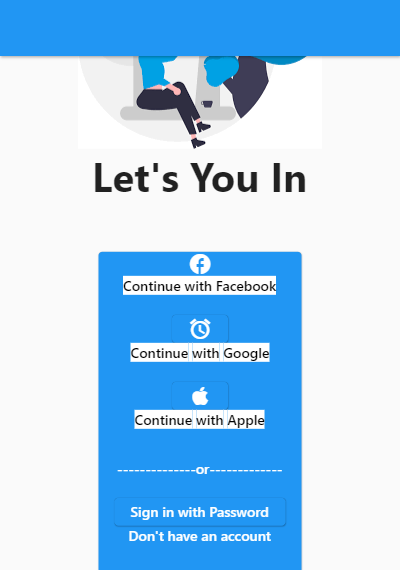 Let's You In
Continue with Facebook
Continue with Google
Continue with Apple
--------------or-------------
Sign in with Password
Don't have an account